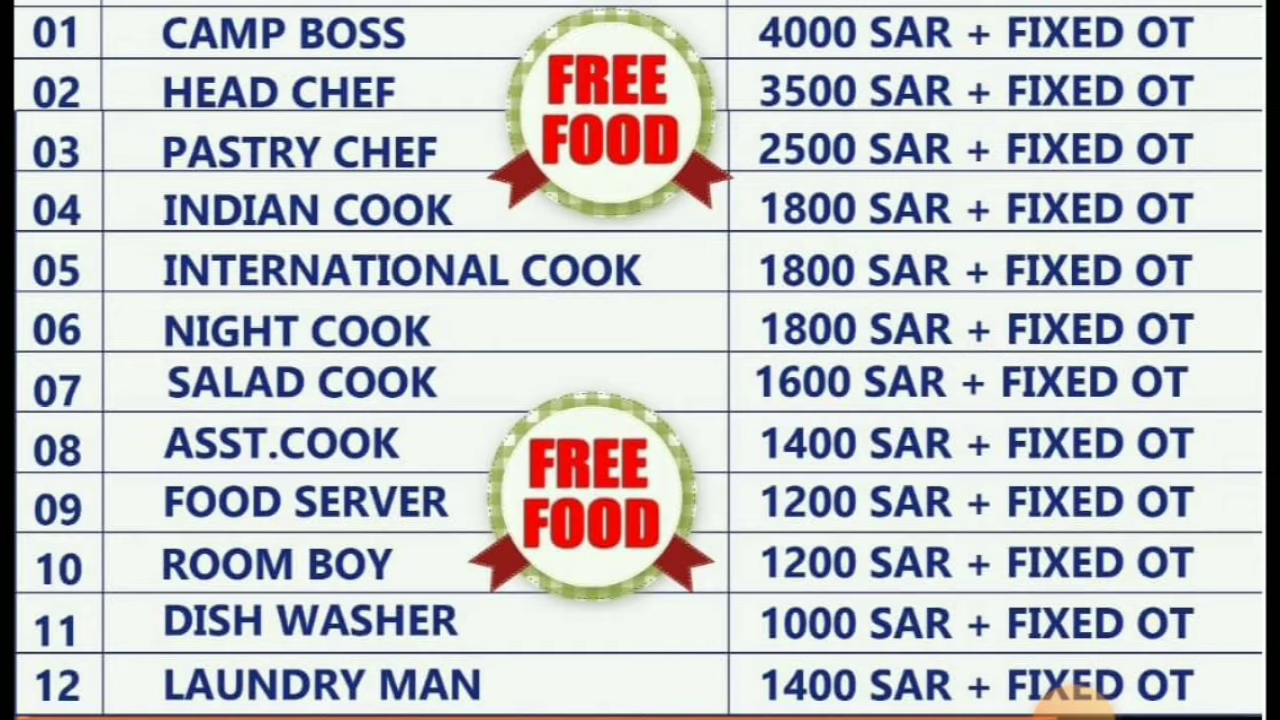 01 CAMP BOSS 4000 SAR + FIXED OT
02 HEAD CHEF 3500 SAR + FIXED OT
03 PASTRY CHEF 2500 SAR + FIXED OT
04 INDIAN COOK 1800 SAR + FIXED OT
05 INTERNATIONAL COOK 1800 SAR + FIXED OT
06 NIGHT COOK 1800 SAR + FIXED OT
07 SALAD COOK 1600 SAR + FIXED OT
08 ASST.COOK 1400 SAR + FIXED OT
09 FOOD SERVER 1200 SAR + FIXED OT
10 ROOM BOY 1200 SAR + FIXED OT
11 DISH WASHER 1000 SAR + FIXED OT
12 LAUNDRY MAN 1400 SAR + FIXED OT
FREE
FOOD
FREE
FOOD